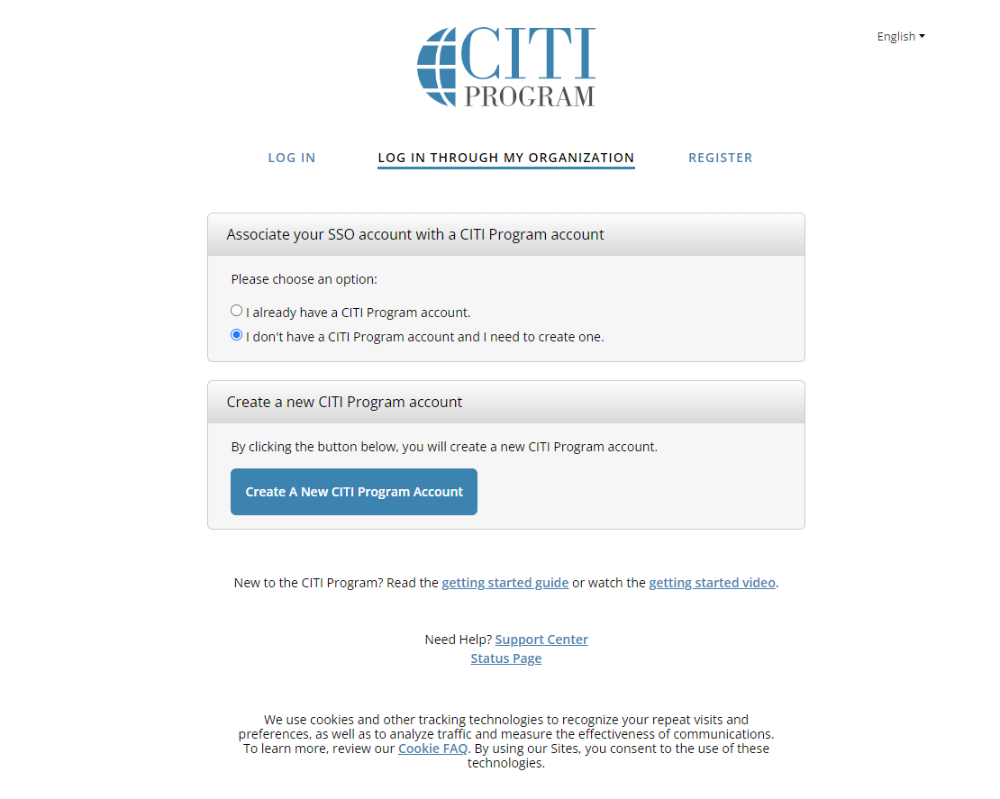 CITI
PROGRAM
English
LOG IN
LOG IN THROUGH MY ORGANIZATION
REGISTER
Associate your SSO account with a CITI Program account
Please choose an option:
I already have a CITI Program account.
I don't have a CITI Program account and I need to create one.
Create a new CITI Program account
By clicking the button below, you will create a new CITI Program account.
Create A New CITI Program Account
New to the CITI Program? Read the getting started guide or watch the getting started video.
Need Help? Support Center
Status Page
We use cookies and other tracking technologies to recognize your repeat visits and
preferences, as well as to analyze traffic and measure the effectiveness of communications.
To learn more, review our Cookie FAQ. By using our Sites, you consent to the use of these
technologies.